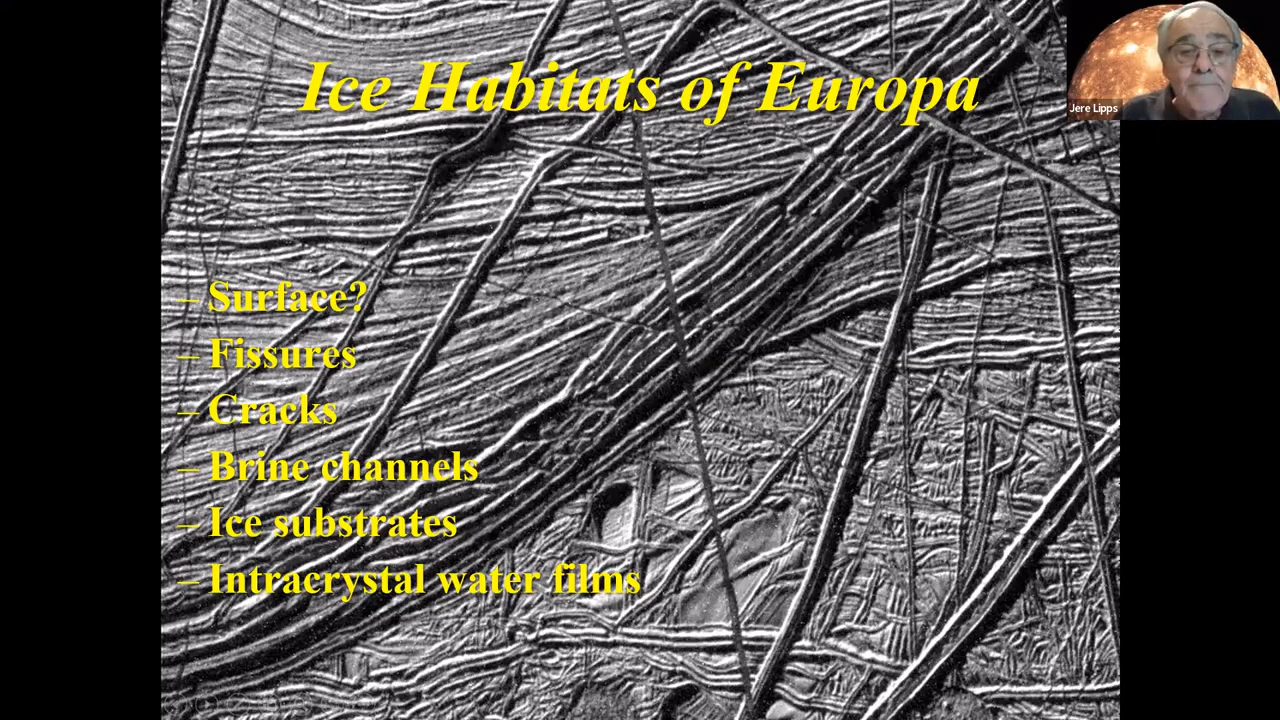 Ice Habitats of Europa
Jere Lipps
– Surface?
– Fissures
– Cracks
– Brine channels
– Ice substrates
– Intracrystal water films